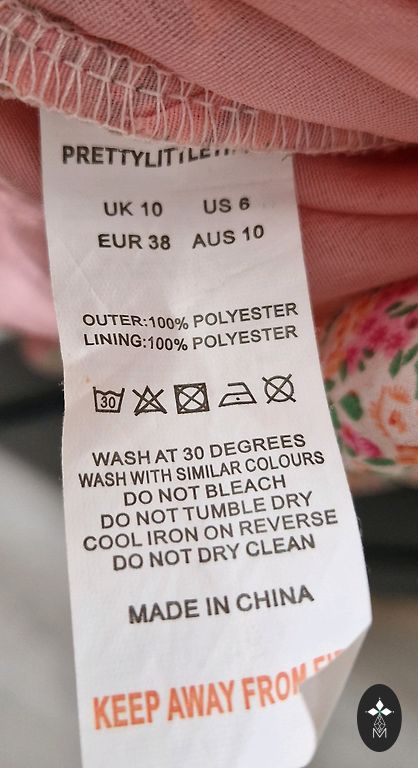 PRETTYLITTLETH
UK 10 US 6
EUR 38 AUS 10
OUTER:100% POLYESTER
LINING:100% POLYESTER
30
WASH AT 30 DEGREES
WASH WITH SIMILAR COLOURS
DO NOT BLEACH
DO NOT TUMBLE DRY
COOL IRON ON REVERSE
DO NOT DRY CLEAN
MADE IN CHINA
KEEP AWAY FROM
M